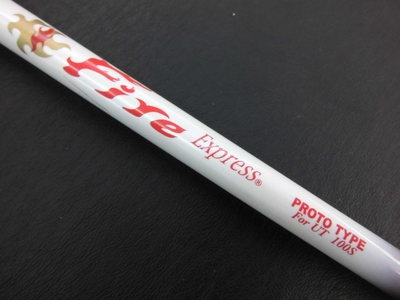 Fire
Express®
PROTO TYPE
For UT 100S